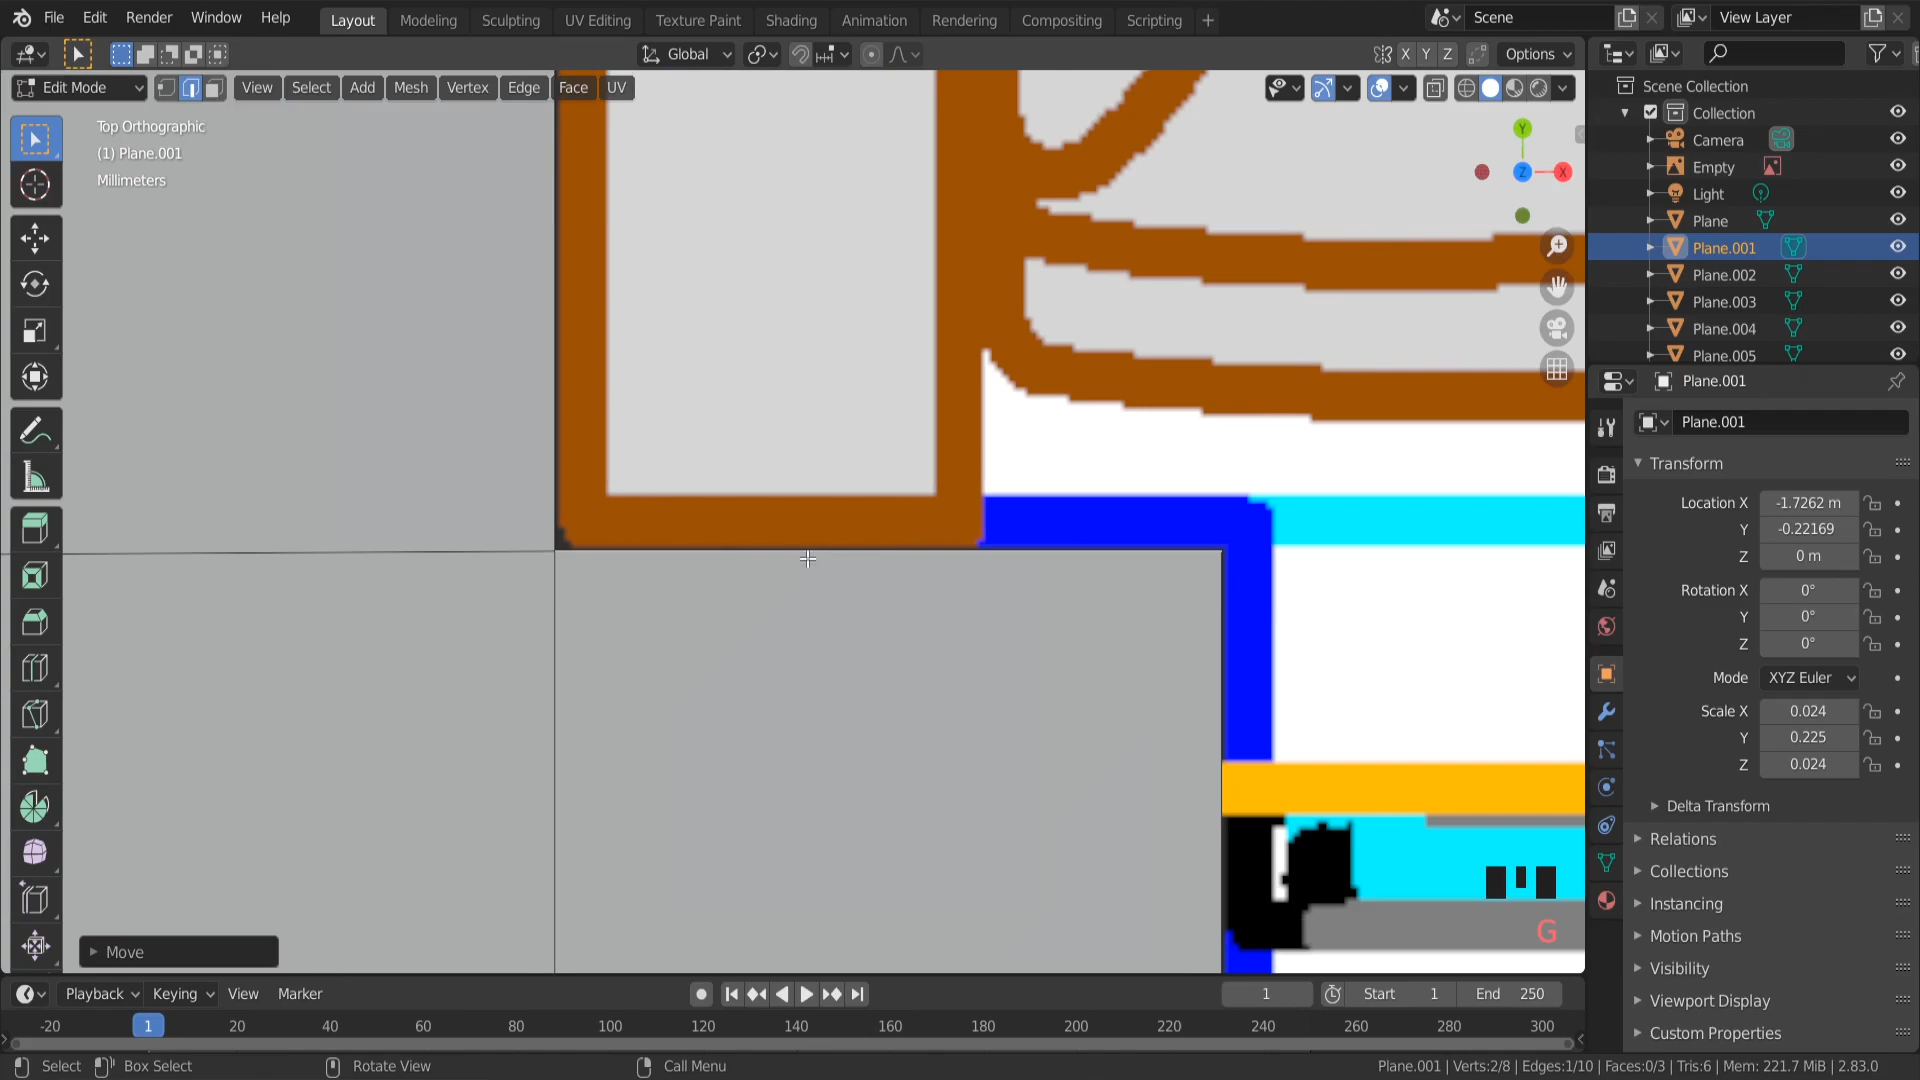 File Edit Render Window Help Layout Modeling Sculpting UV Editing Texture Paint Shading Animation Rendering Compositing Scripting + Scene View Layer
Global X Y Z Options
Edit Mode View Select Add Mesh Vertex Edge Face UV
Top Orthographic
(1) Plane.001
Millimeters
Y
Z
X
Scene Collection
Collection
Camera
Empty
Light
Plane
Plane.001
Plane.002
Plane.003
Plane.004
Plane.005
Plane.001
Plane.001
Transform
Location X -1.7262 m
Y -0.22169
Z 0 m
Rotation X 0°
Y 0°
Z 0°
Mode XYZ Euler
Scale X 0.024
Y 0.225
Z 0.024
Delta Transform
Relations
Collections
Instancing
Motion Paths
Visibility
Viewport Display
Custom Properties
G
Move
Playback Keying View Marker 1 Start 1 End 250
-20 1 20 40 60 80 100 120 140 160 180 200 220 240 260 280 300
Select Box Select Rotate View Call Menu Plane.001 | Verts:2/8 | Edges:1/10 | Faces:0/3 | Tris:6 | Mem: 221.7 MiB | 2.83.0